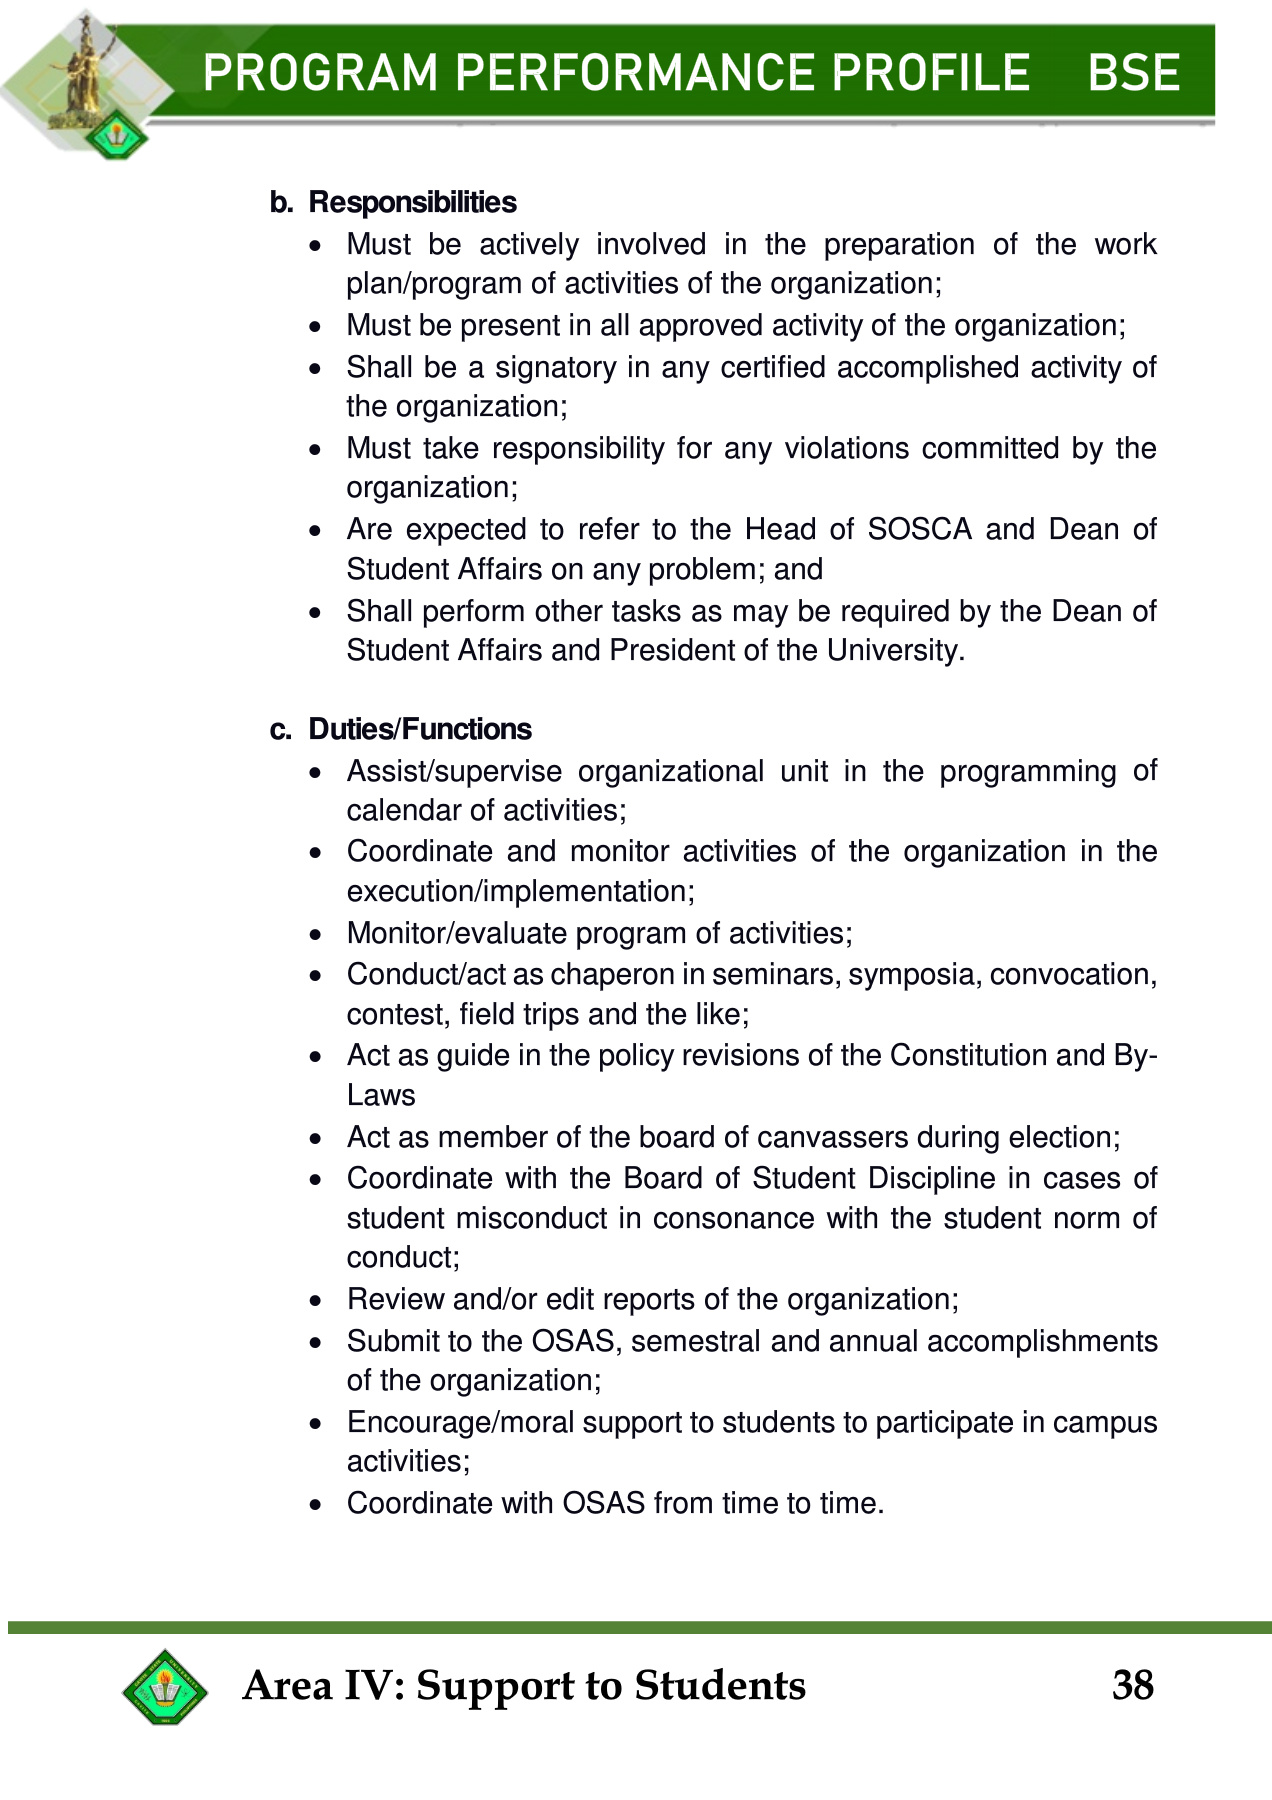 PROGRAM PERFORMANCE PROFILE BSE
b. Responsibilities
• Must be actively involved in the preparation of the work
plan/program of activities of the organization;
• Must be present in all approved activity of the organization;
• Shall be a signatory in any certified accomplished activity of
the organization;
• Must take responsibility for any violations committed by the
organization;
• Are expected to refer to the Head of SOSCA and Dean of
Student Affairs on any problem; and
• Shall perform other tasks as may be required by the Dean of
Student Affairs and President of the University.
c. Duties/Functions
• Assist/supervise organizational unit in the programming of
calendar of activities;
• Coordinate and monitor activities of the organization in the
execution/implementation;
• Monitor/evaluate program of activities;
• Conduct/act as chaperon in seminars, symposia, convocation,
contest, field trips and the like;
• Act as guide in the policy revisions of the Constitution and By-
Laws
• Act as member of the board of canvassers during election;
• Coordinate with the Board of Student Discipline in cases of
student misconduct in consonance with the student norm of
conduct;
• Review and/or edit reports of the organization;
• Submit to the OSAS, semestral and annual accomplishments
of the organization;
• Encourage/moral support to students to participate in campus
activities;
• Coordinate with OSAS from time to time.
Area IV: Support to Students 38